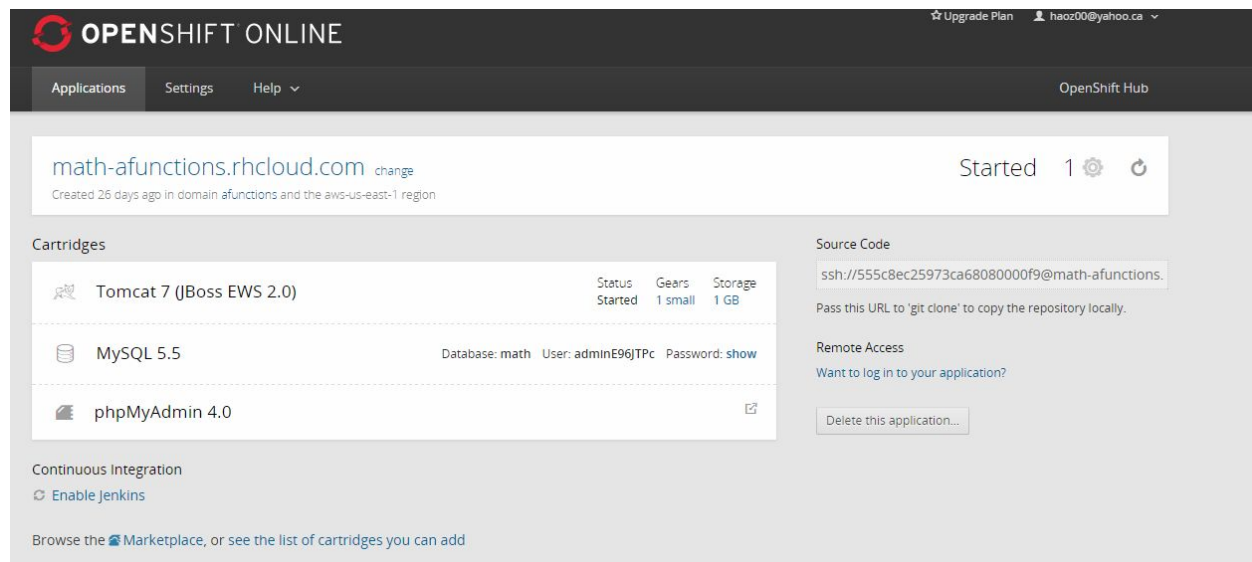 OPENSHIFT ONLINE
Upgrade Plan haoz00@yahoo.ca
Applications Settings Help OpenShift Hub
math-afunctions.rhcloud.com change
Started 1
Created 26 days ago in domain afunctions and the aws-us-east-1 region
Cartridges
Tomcat 7 (JBoss EWS 2.0)
Status Gears Storage
Started 1 small 1 GB
MySQL 5.5
Database: math User: adminE96JTPc Password: show
phpMyAdmin 4.0
Continuous Integration
Enable Jenkins
Browse the Marketplace, or see the list of cartridges you can add
Source Code
ssh://555c8ec25973ca68080000f9@math-afunctions.
Pass this URL to 'git clone' to copy the repository locally.
Remote Access
Want to log in to your application?
Delete this application...